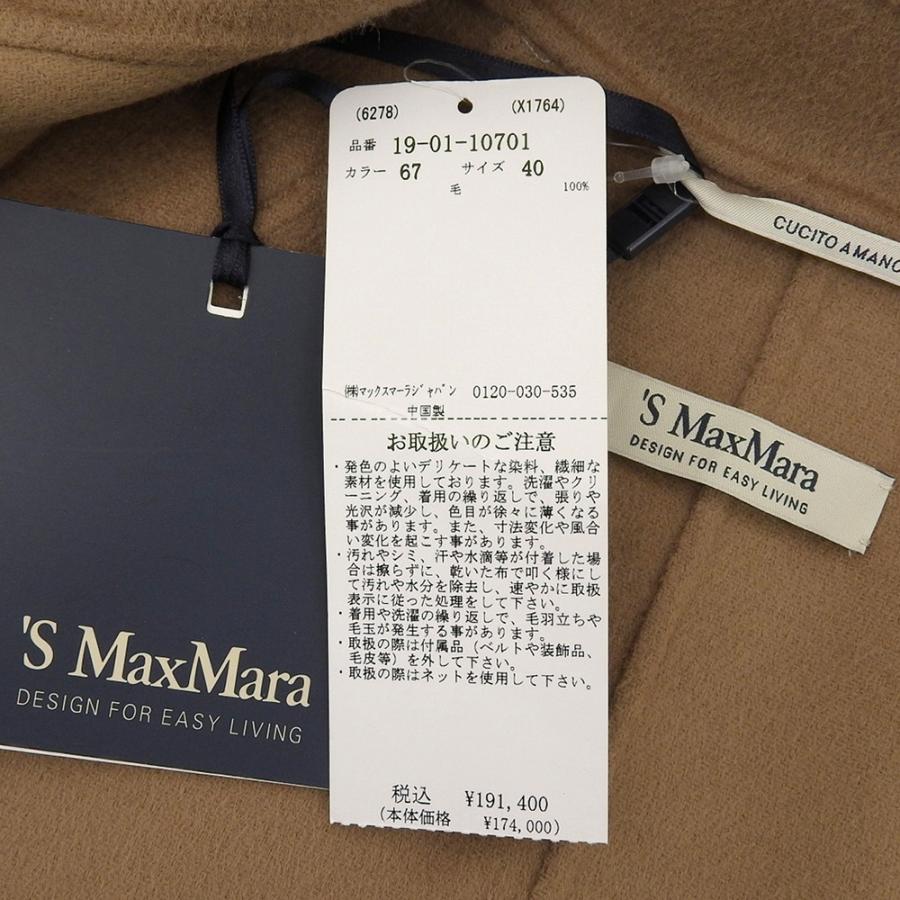 (6278) (X1764)
品番 19-01-10701
カラー 67 サイズ 40
毛 100%
㈱マックスマーラジャパン 0120-030-535
中国製
お取扱いのご注意
・発色のよいデリケートな染料、繊細な
素材を使用しております。洗濯やクリ
ーニング、着用の繰り返しで、張りや
光沢が減少し、色目が徐々に薄くなる
事があります。また、寸法変化や風合
い変化を起こす事があります。
・汚れやシミ、汗や水滴等が付着した場
合は擦らずに、乾いた布で叩く様にし
て汚れや水分を除去し、速やかに取扱
表示に従った処理をして下さい。
・着用や洗濯の繰り返しで、毛羽立ちや
毛玉が発生する事があります。
・取扱の際は付属品（ベルトや装飾品、
毛皮等）を外して下さい。
・取扱の際はネットを使用して下さい。
税込 ¥191,400
(本体価格 ¥174,000)
'S MaxMara
DESIGN FOR EASY LIVING
CUCITO A MANO
'S MaxMara
DESIGN FOR EASY LIVING